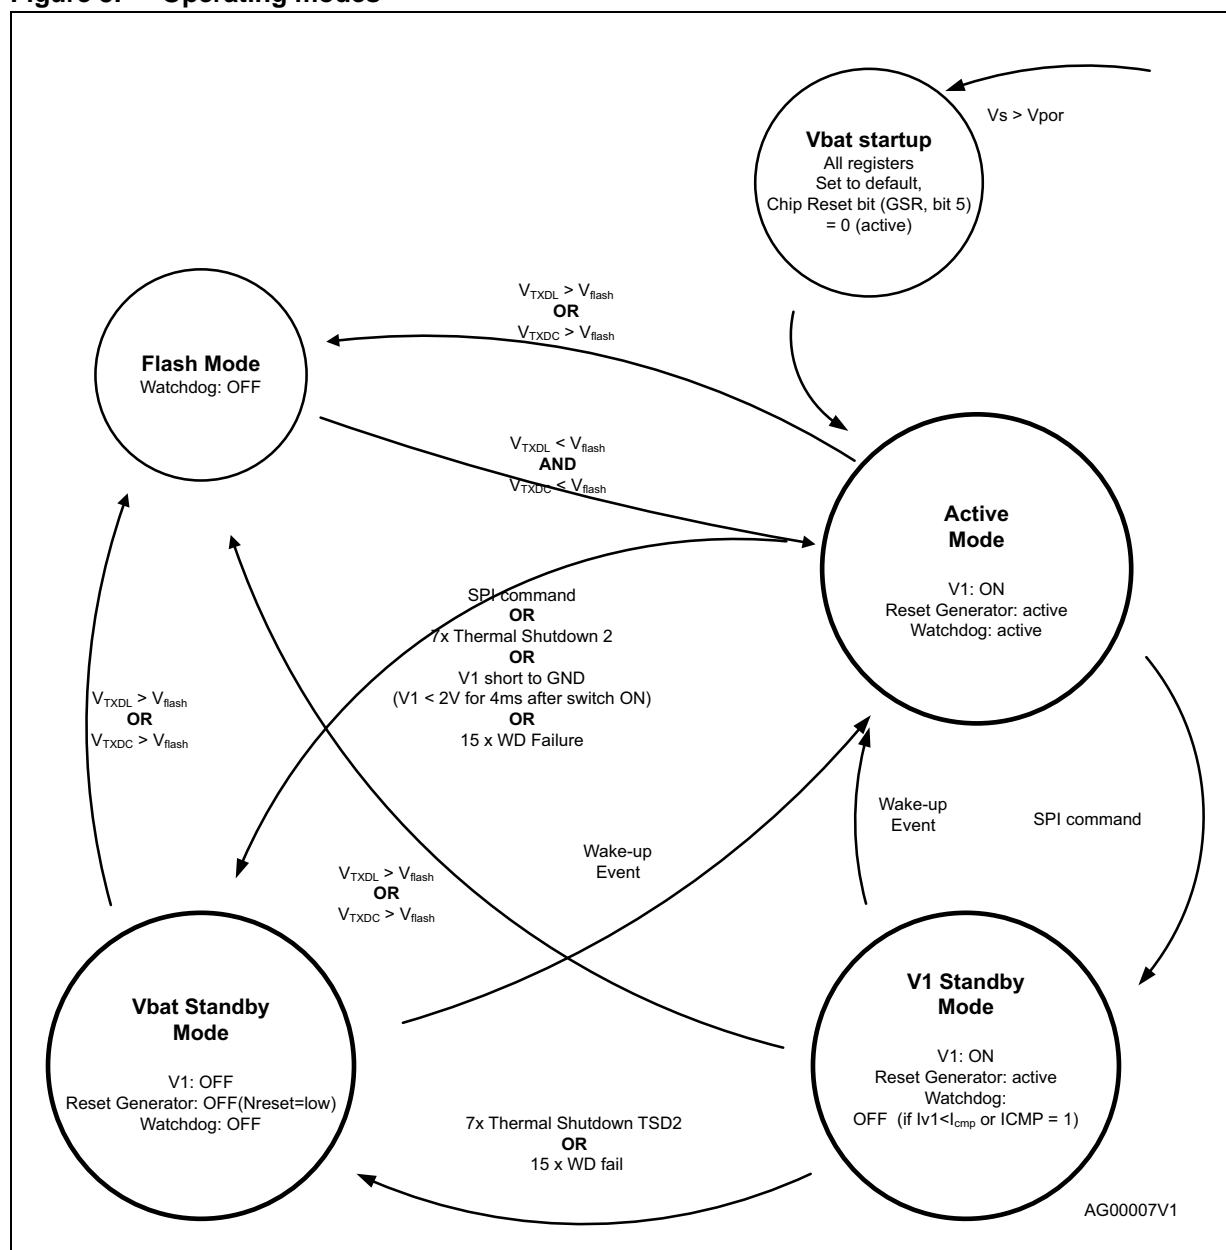 Vs > Vpor
Vbat startup
All registers
Set to default,
Chip Reset bit (GSR, bit 5)
= 0 (active)
VTXDL > Vflash
OR
VTXDC > Vflash
Flash Mode
Watchdog: OFF
VTXDL < Vflash
AND
VTXDC < Vflash
Active
Mode
V1: ON
Reset Generator: active
Watchdog: active
SPI command
OR
7x Thermal Shutdown 2
OR
V1 short to GND
(V1 < 2V for 4ms after switch ON)
OR
15 x WD Failure
VTXDL > Vflash
OR
VTXDC > Vflash
Wake-up
Event
SPI command
Wake-up
Event
VTXDL > Vflash
OR
VTXDC > Vflash
Vbat Standby
Mode
V1: OFF
Reset Generator: OFF(Nreset=low)
Watchdog: OFF
V1 Standby
Mode
V1: ON
Reset Generator: active
Watchdog:
OFF (if Iv1<Icmp or ICMP = 1)
7x Thermal Shutdown TSD2
OR
15 x WD fail
AG00007V1